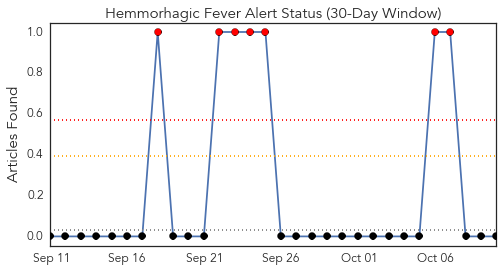 Hemmorhagic Fever Alert Status (30-Day Window)
Articles Found
1.0
0.8
0.6
0.4
0.2
0.0
Sep 11 Sep 16 Sep 21 Sep 26 Oct 01 Oct 06